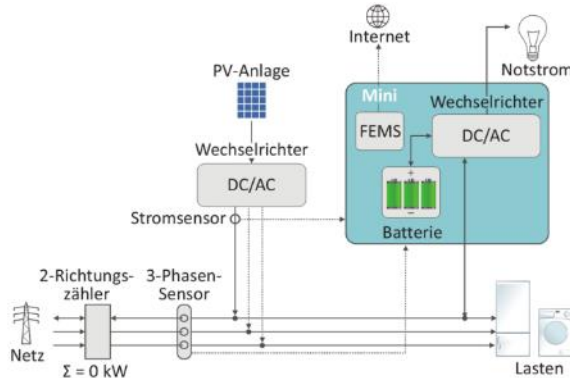 Internet
Notstrom
PV-Anlage
Mini
Wechselrichter
FEMS
DC/AC
Wechselrichter
DC/AC
+
−
Stromsensor
Batterie
2-Richtungs-
zähler
3-Phasen-
Sensor
Netz
Σ = 0 kW
Lasten